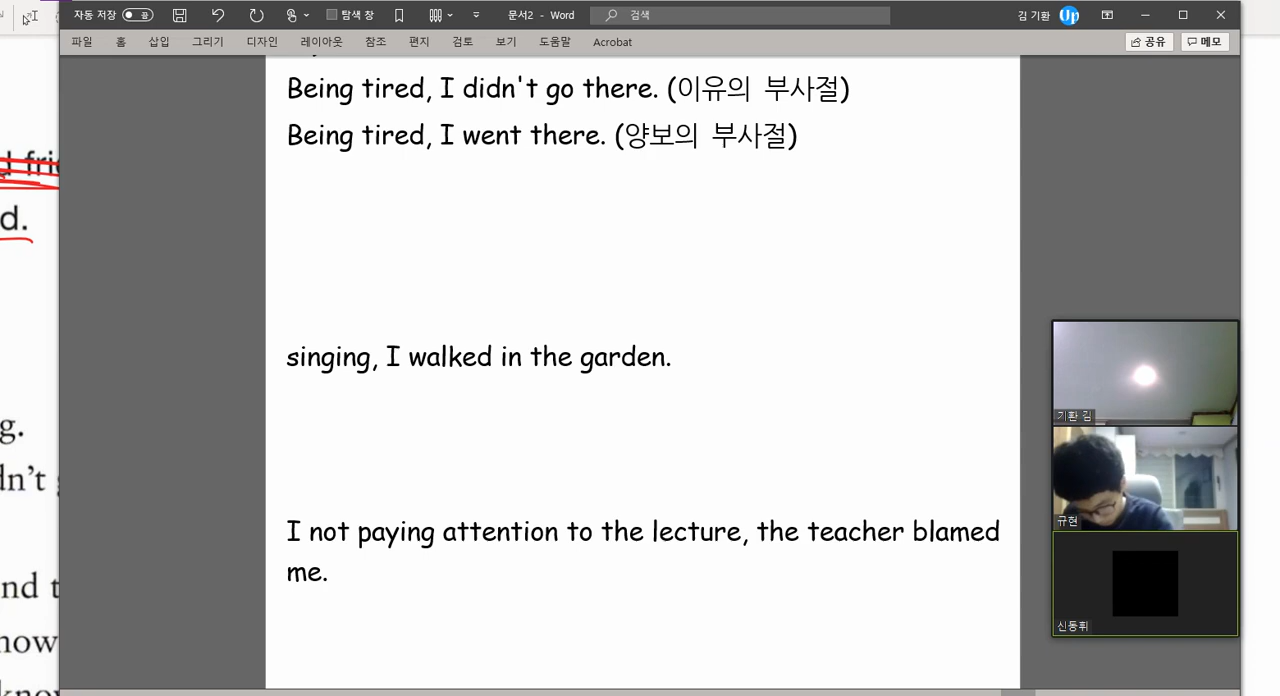 자동 저장 끔 탐색 창 문서2 - Word 검색 김 기환 Up
파일 홈 삽입 그리기 디자인 레이아웃 참조 편지 검토 보기 도움말 Acrobat 공유 메모
Being tired, I didn't go there. (이유의 부사절)
Being tired, I went there. (양보의 부사절)
d.
singing, I walked in the garden.
기환 김
g.
dn't
규현
I not paying attention to the lecture, the teacher blamed
me.
nd
신동휘